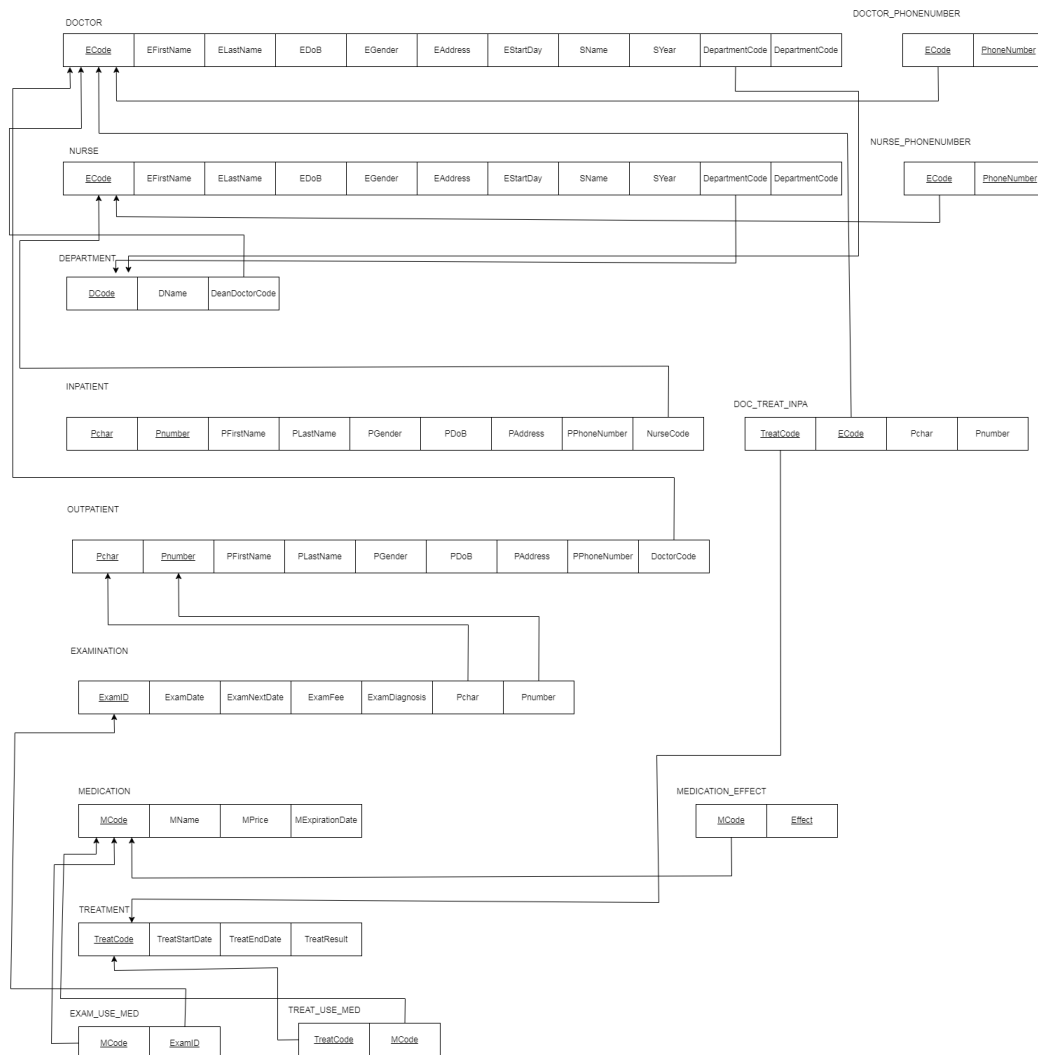 DOCTOR
DOCTOR_PHONENUMBER
ECode EFirstName ELastName EDoB EGender EAddress EStartDay SName SYear DepartmentCode DepartmentCode
ECode PhoneNumber
NURSE
NURSE_PHONENUMBER
ECode EFirstName ELastName EDoB EGender EAddress EStartDay SName SYear DepartmentCode DepartmentCode
ECode PhoneNumber
DEPARTMENT
DCode DName DeanDoctorCode
INPATIENT
DOC_TREAT_INPA
Pchar Pnumber PFirstName PLastName PGender PDoB PAddress PPhoneNumber NurseCode
TreatCode ECode Pchar Pnumber
OUTPATIENT
Pchar Pnumber PFirstName PLastName PGender PDoB PAddress PPhoneNumber DoctorCode
EXAMINATION
ExamID ExamDate ExamNextDate ExamFee ExamDiagnosis Pchar Pnumber
MEDICATION
MEDICATION_EFFECT
MCode MName MPrice MExpirationDate
MCode Effect
TREATMENT
TreatCode TreatStartDate TreatEndDate TreatResult
EXAM_USE_MED
TREAT_USE_MED
MCode ExamID
TreatCode MCode